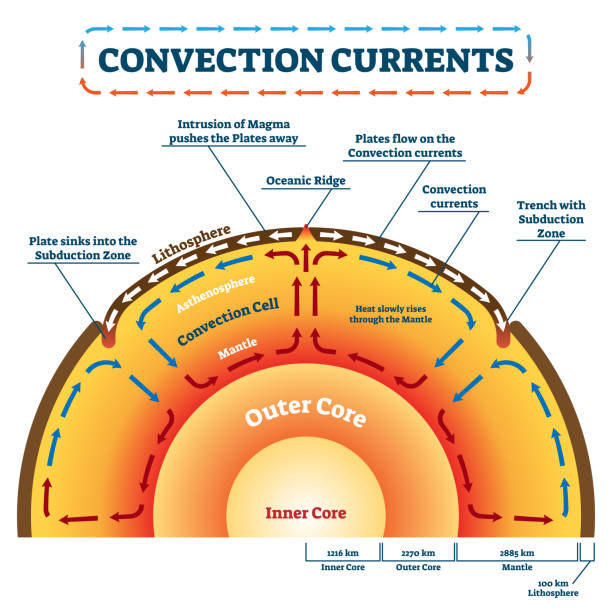 CONVECTION CURRENTS
Intrusion of Magma
pushes the Plates away
Plates flow on the
Convection currents
Oceanic Ridge
Convection
currents
Trench with
Subduction
Zone
Plate sinks into the
Subduction Zone
Lithosphere
Asthenosphere
Convection Cell
Mantle
Heat slowly rises
through the Mantle
Outer Core
Inner Core
1216 km
2270 km
2885 km
Inner Core
Outer Core
Mantle
100 km
Lithosphere